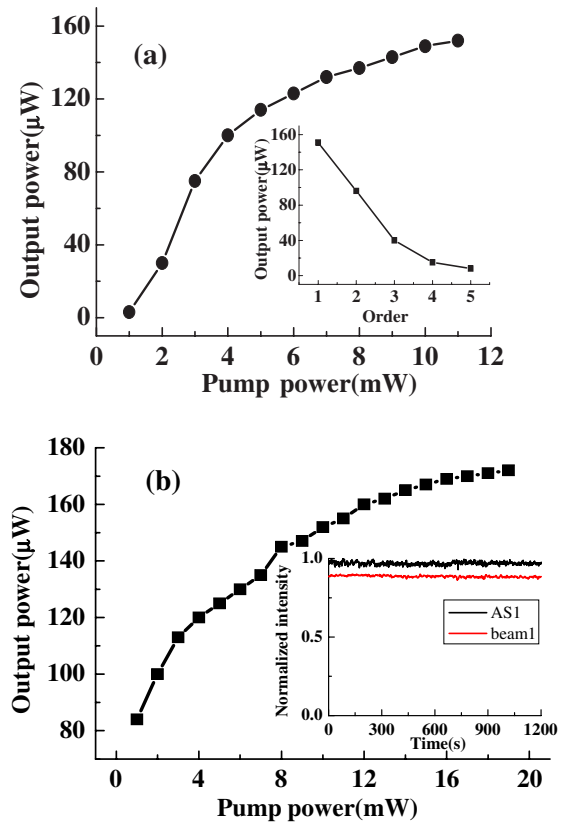 (a)
Output power(μW)
160
120
80
40
0
0 2 4 6 8 10 12
Pump power(mW)
Output power(μW)
160
120
80
40
0
1 2 3 4 5
Order
(b)
Output power(μW)
180
160
140
120
100
80
0 4 8 12 16 20
Pump power(mW)
Normalized intensity
1.0
0.5
0.0
AS1
beam1
0 300 600 900 1200
Time(s)